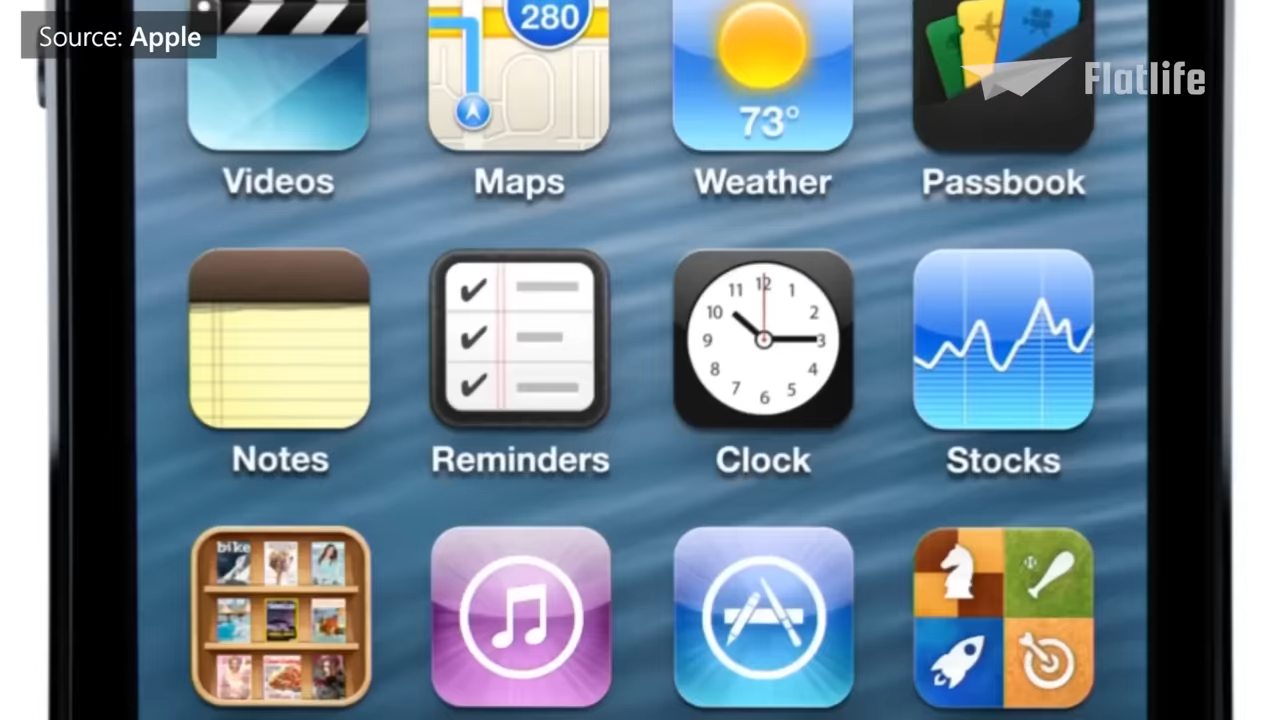 Source: Apple
280
Flatlife
73°
Videos
Maps
Weather
Passbook
11 12 1
10 2
9 3
8 4
7 6 5
Notes
Reminders
Clock
Stocks
bike